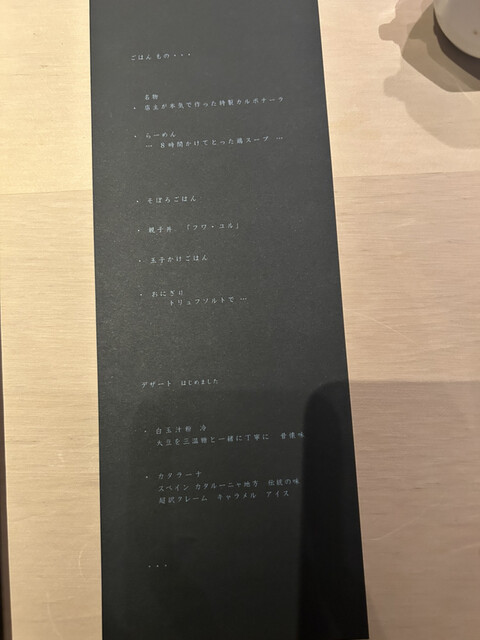 ごはん もの・・・
名物
・ 店主が本気で作った特製カルボナーラ
・ らーめん
― 8時間かけてとった鶏スープ …
・ そぼろごはん
・ 親子丼 「フワ・コル」
・ 玉子かけごはん
・ おにぎり
トリュフソルトで …
デザート はじめました
・ 白玉汁粉 冷
大豆を三温糖と一緒に丁寧に 昔懐味
・ カタラーナ
スペイン カタルーニャ地方 伝統の味
贅沢クレーム キャラメル アイス
・・・